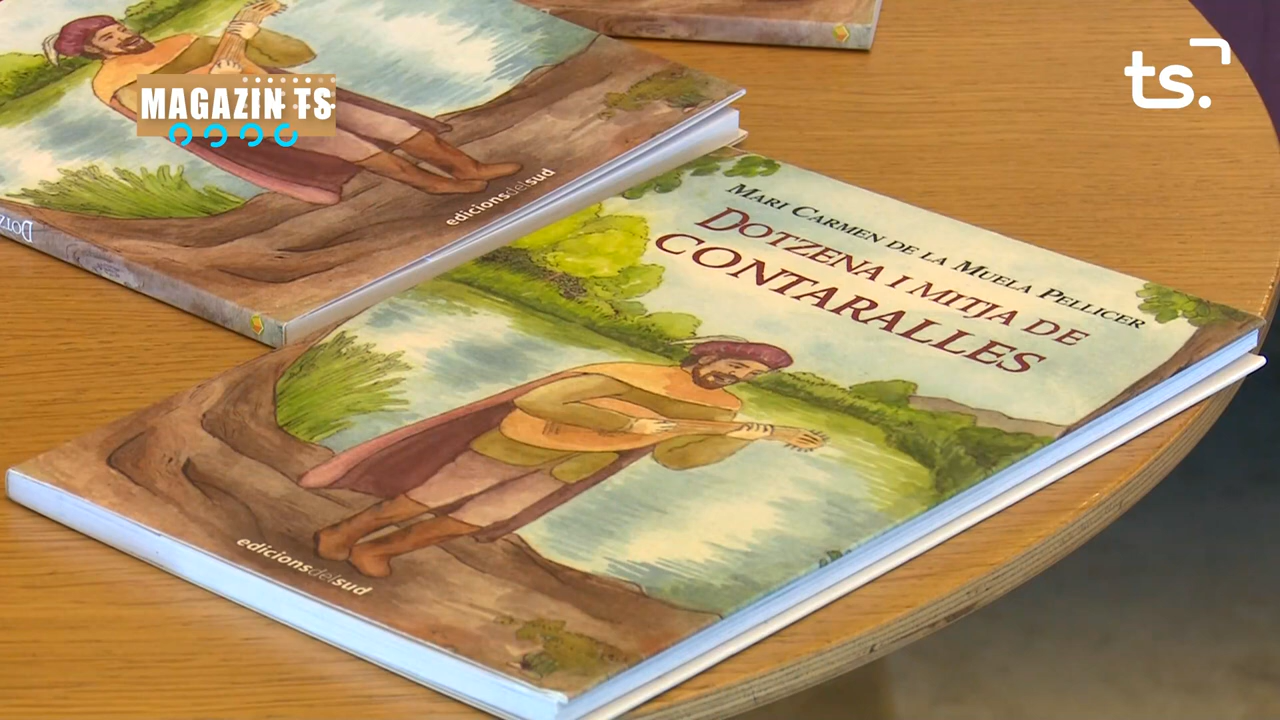 MAGAZIN TS
ts.
edicionsdelsud
DOTZ
MARI CARMEN DE LA MUELA PELLICER
DOTZENA I MITJA DE
CONTARALLES
edicionsdelsud